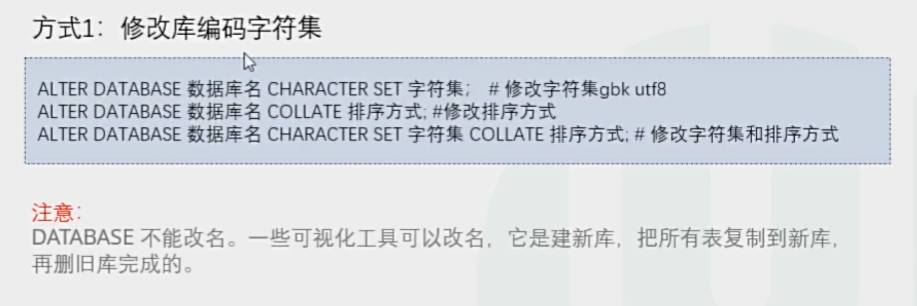 方式1：修改库编码字符集
ALTER DATABASE 数据库名 CHARACTER SET 字符集； # 修改字符集gbk utf8
ALTER DATABASE 数据库名 COLLATE 排序方式; #修改排序方式
ALTER DATABASE 数据库名 CHARACTER SET 字符集 COLLATE 排序方式; # 修改字符集和排序方式
注意：
DATABASE 不能改名。一些可视化工具可以改名，它是建新库，把所有表复制到新库，
再删旧库完成的。